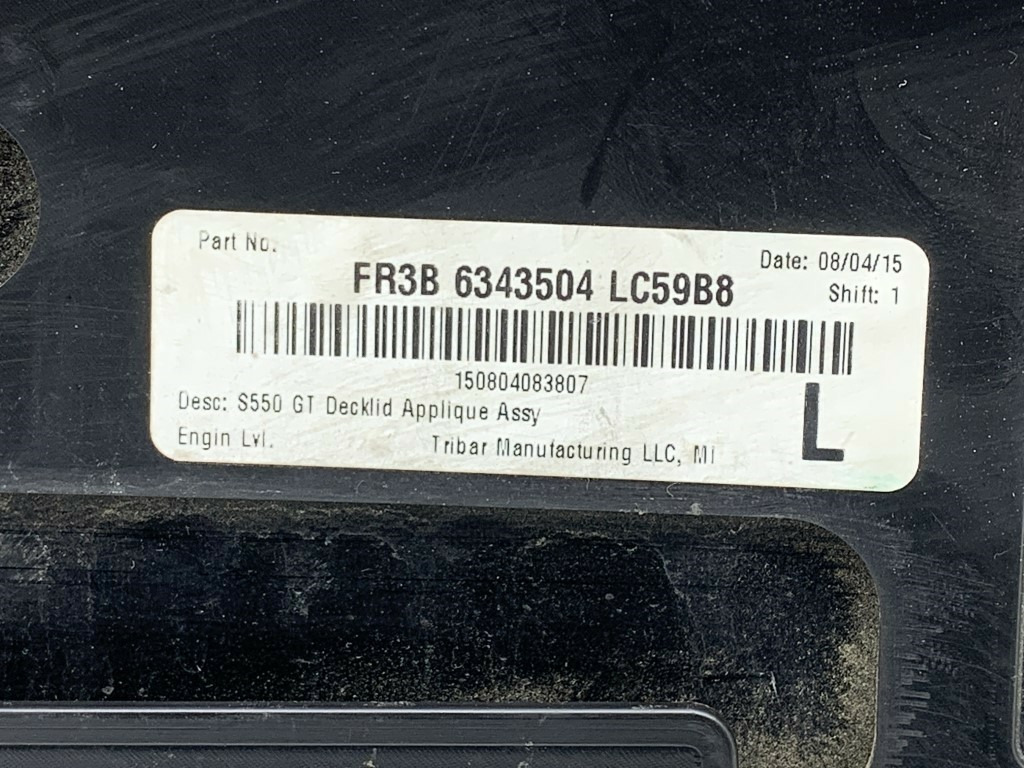 Part No.
FR3B 6343504 LC59B8
Date: 08/04/15
Shift: 1
150804083807
Desc: S550 GT Decklid Applique Assy
Engin Lvl.
Tribar Manufacturing LLC, MI
L